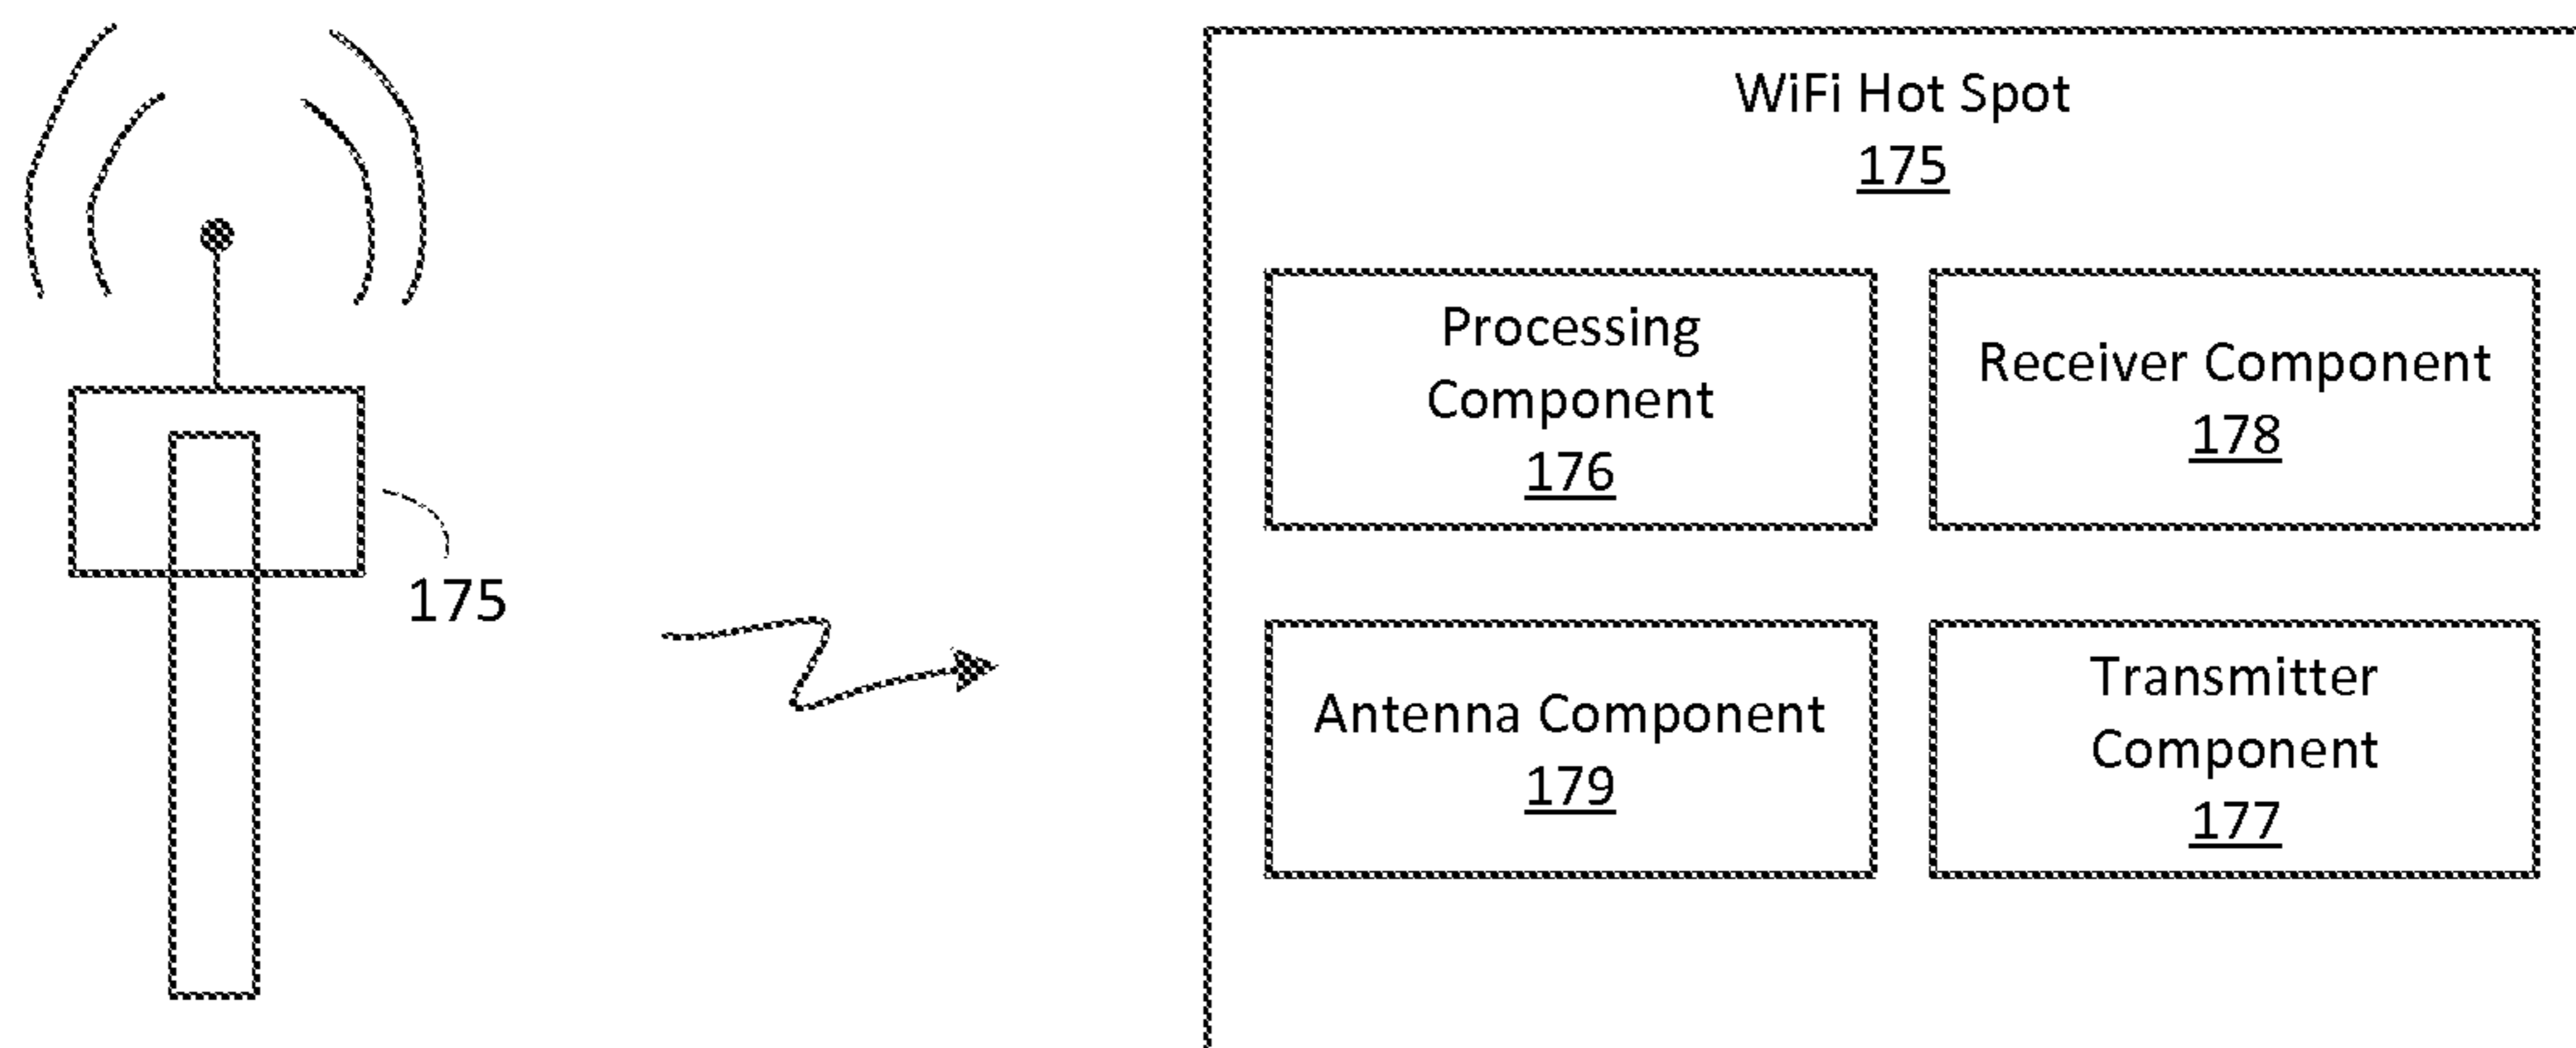 WiFi Hot Spot
175
Processing
Component
176
Receiver Component
178
175
Antenna Component
179
Transmitter
Component
177